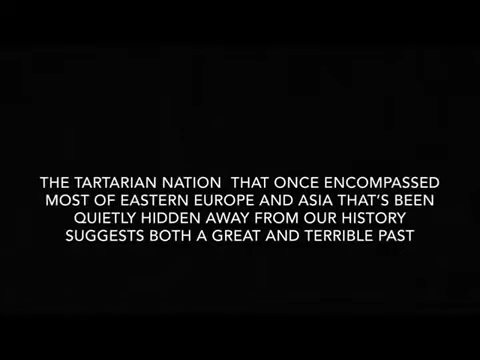 THE TARTARIAN NATION THAT ONCE ENCOMPASSED
MOST OF EASTERN EUROPE AND ASIA THAT'S BEEN
QUIETLY HIDDEN AWAY FROM OUR HISTORY
SUGGESTS BOTH A GREAT AND TERRIBLE PAST